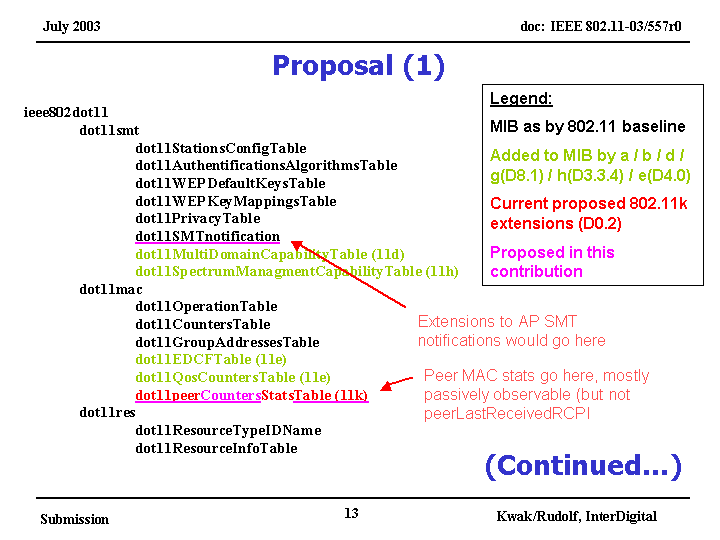 July 2003
doc: IEEE 802.11-03/557r0
Proposal (1)
ieee802dot11
dot11smt
dot11StationsConfigTable
dot11AuthentificationsAlgorithmsTable
dot11WEPDefaultKeysTable
dot11WEPKeyMappingsTable
dot11PrivacyTable
dot11SMTnotification
dot11MultiDomainCapabilityTable (11d)
dot11SpectrumManagmentCapabilityTable (11h)
dot11mac
dot11OperationTable
dot11CountersTable
dot11GroupAddressesTable
dot11EDCFTable (11e)
dot11QosCountersTable (11e)
dot11peerCountersStatsTable (11k)
dot11res
dot11ResourceTypeIDName
dot11ResourceInfoTable
Legend:
MIB as by 802.11 baseline
Added to MIB by a / b / d /
g(D8.1) / h(D3.3.4) / e(D4.0)
Current proposed 802.11k
extensions (D0.2)
Proposed in this
contribution
Extensions to AP SMT
notifications would go here
Peer MAC stats go here, mostly
passively observable (but not
peerLastReceivedRCPI
(Continued…)
Submission
13
Kwak/Rudolf, InterDigital